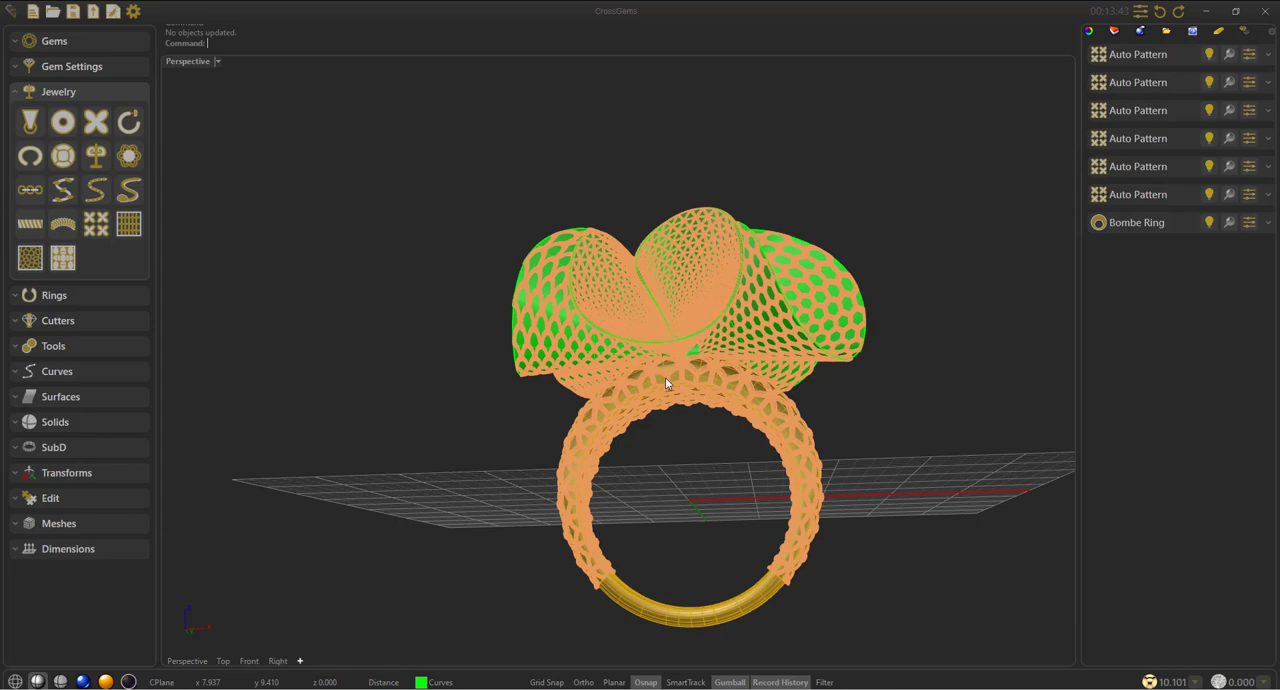 CrossGems
00:13:43
No objects updated.
Command:
Perspective
Gems
Gem Settings
Jewelry
Rings
Cutters
Tools
Curves
Surfaces
Solids
SubD
Transforms
Edit
Meshes
Dimensions
Auto Pattern
Auto Pattern
Auto Pattern
Auto Pattern
Auto Pattern
Auto Pattern
Bombe Ring
Perspective Top Front Right
CPlane x 7.937 y 9.410 z 0.000 Distance Curves Grid Snap Ortho Planar Osnap SmartTrack Gumball Record History Filter 10.101 0.000